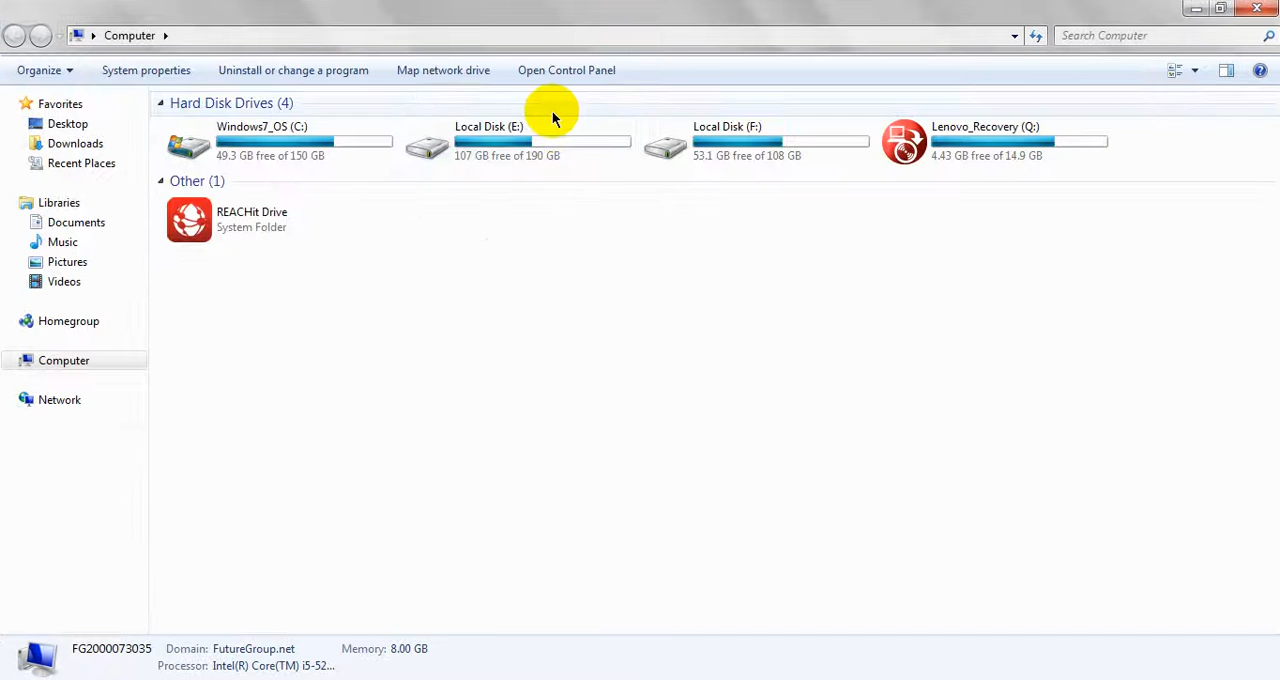 Computer
Search Computer
Organize System properties Uninstall or change a program Map network drive Open Control Panel
Favorites
Desktop
Downloads
Recent Places
Libraries
Documents
Music
Pictures
Videos
Homegroup
Computer
Network
Hard Disk Drives (4)
Windows7_OS (C:)
49.3 GB free of 150 GB
Local Disk (E:)
107 GB free of 190 GB
Local Disk (F:)
53.1 GB free of 108 GB
Lenovo_Recovery (Q:)
4.43 GB free of 14.9 GB
Other (1)
REACHit Drive
System Folder
FG2000073035 Domain: FutureGroup.net Memory: 8.00 GB
Processor: Intel(R) Core(TM) i5-52...